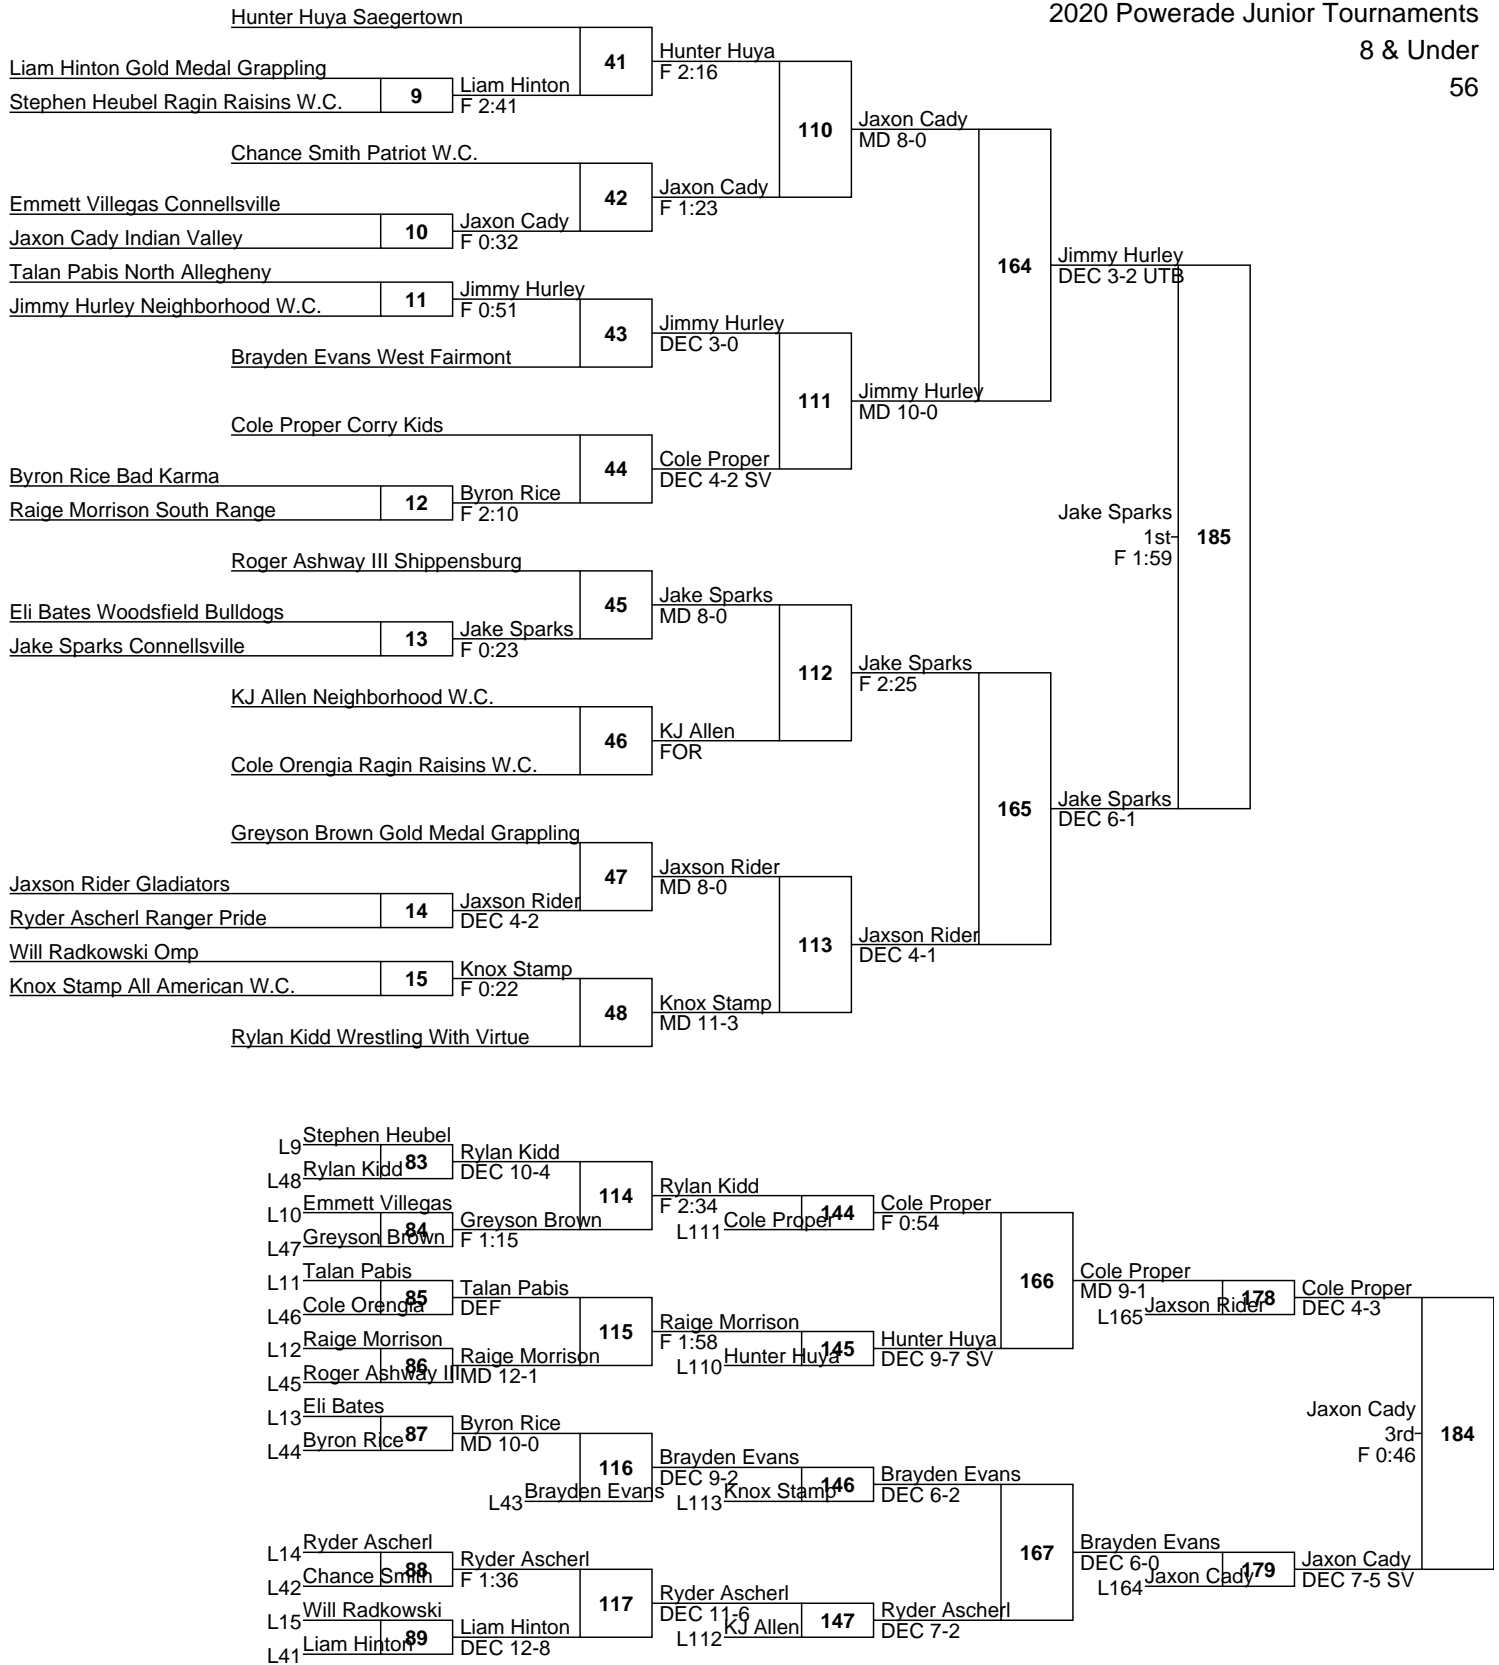 2020 Powerade Junior Tournaments
8 & Under
56
Hunter Huya Saegertown
41
Hunter Huya
F 2:16
Liam Hinton Gold Medal Grappling
9
Liam Hinton
F 2:41
Stephen Heubel Ragin Raisins W.C.
110
Jaxon Cady
MD 8-0
Chance Smith Patriot W.C.
42
Jaxon Cady
F 1:23
Emmett Villegas Connellsville
10
Jaxon Cady
F 0:32
Jaxon Cady Indian Valley
164
Jimmy Hurley
DEC 3-2 UTB
Talan Pabis North Allegheny
11
Jimmy Hurley
F 0:51
Jimmy Hurley Neighborhood W.C.
43
Jimmy Hurley
DEC 3-0
Brayden Evans West Fairmont
111
Jimmy Hurley
MD 10-0
Cole Proper Corry Kids
44
Cole Proper
DEC 4-2 SV
Byron Rice Bad Karma
12
Byron Rice
F 2:10
Raige Morrison South Range
Jake Sparks
1st
F 1:59
185
Roger Ashway III Shippensburg
45
Jake Sparks
MD 8-0
Eli Bates Woodsfield Bulldogs
13
Jake Sparks
F 0:23
Jake Sparks Connellsville
112
Jake Sparks
F 2:25
KJ Allen Neighborhood W.C.
46
KJ Allen
FOR
Cole Orengia Ragin Raisins W.C.
165
Jake Sparks
DEC 6-1
Greyson Brown Gold Medal Grappling
47
Jaxson Rider
MD 8-0
Jaxson Rider Gladiators
14
Jaxson Rider
DEC 4-2
Ryder Ascherl Ranger Pride
113
Jaxson Rider
DEC 4-1
Will Radkowski Omp
15
Knox Stamp
F 0:22
Knox Stamp All American W.C.
48
Knox Stamp
MD 11-3
Rylan Kidd Wrestling With Virtue
L9
Stephen Heubel
83
Rylan Kidd
DEC 10-4
L48
Rylan Kidd
114
Rylan Kidd
F 2:34
L10
Emmett Villegas
84
Greyson Brown
F 1:15
L47
Greyson Brown
L111
Cole Proper
144
Cole Proper
F 0:54
L11
Talan Pabis
85
Talan Pabis
DEF
L46
Cole Orengia
166
Cole Proper
MD 9-1
L165
Jaxson Rider
178
Cole Proper
DEC 4-3
115
Raige Morrison
F 1:58
L12
Raige Morrison
86
Raige Morrison
MD 12-1
L45
Roger Ashway III
L110
Hunter Huya
145
Hunter Huya
DEC 9-7 SV
L13
Eli Bates
87
Byron Rice
MD 10-0
L44
Byron Rice
Jaxon Cady
3rd
F 0:46
184
116
Brayden Evans
DEC 9-2
L43
Brayden Evans
L113
Knox Stamp
146
Brayden Evans
DEC 6-2
L14
Ryder Ascherl
88
Ryder Ascherl
F 1:36
L42
Chance Smith
167
Brayden Evans
DEC 6-0
L164
Jaxon Cady
179
Jaxon Cady
DEC 7-5 SV
117
Ryder Ascherl
DEC 11-6
L15
Will Radkowski
89
Liam Hinton
DEC 12-8
L41
Liam Hinton
L112
KJ Allen
147
Ryder Ascherl
DEC 7-2